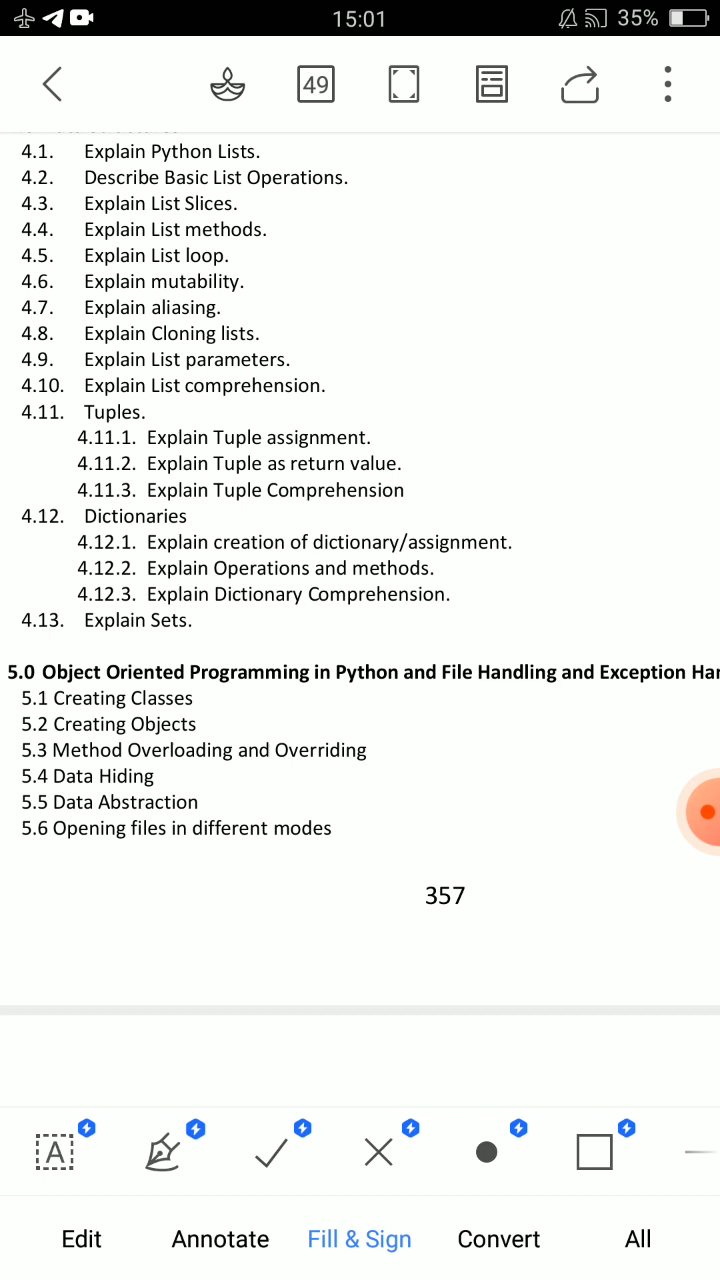 15:01
35%
49
4.1. Explain Python Lists.
4.2. Describe Basic List Operations.
4.3. Explain List Slices.
4.4. Explain List methods.
4.5. Explain List loop.
4.6. Explain mutability.
4.7. Explain aliasing.
4.8. Explain Cloning lists.
4.9. Explain List parameters.
4.10. Explain List comprehension.
4.11. Tuples.
4.11.1. Explain Tuple assignment.
4.11.2. Explain Tuple as return value.
4.11.3. Explain Tuple Comprehension
4.12. Dictionaries
4.12.1. Explain creation of dictionary/assignment.
4.12.2. Explain Operations and methods.
4.12.3. Explain Dictionary Comprehension.
4.13. Explain Sets.
5.0 Object Oriented Programming in Python and File Handling and Exception
5.1 Creating Classes
5.2 Creating Objects
5.3 Method Overloading and Overriding
5.4 Data Hiding
5.5 Data Abstraction
5.6 Opening files in different modes
357
A
Edit Annotate Fill & Sign Convert All